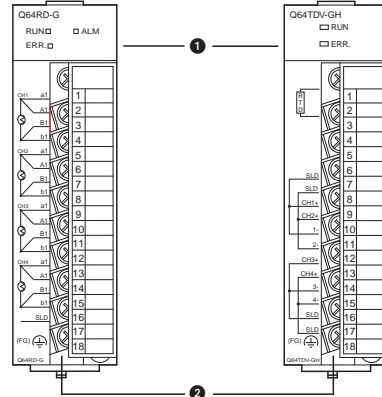 Q64RD-G
RUN
ALM
ERR.
CH1 a1
A1
B1
b1
CH2 a1
A1
B1
b1
CH3 a1
A1
B1
b1
CH4 a1
A1
B1
b1
SLD
(FG)
Q64RD-G
1
2
3
4
5
6
7
8
9
10
11
12
13
14
15
16
17
18
1
2
Q64TDV-GH
RUN
ERR.
RTD
SLD
SLD
CH1+
CH2+
1-
2-
CH3+
CH4+
3-
4-
SLD
SLD
(FG)
Q64TDV-GH
1
2
3
4
5
6
7
8
9
10
11
12
13
14
15
16
17
18